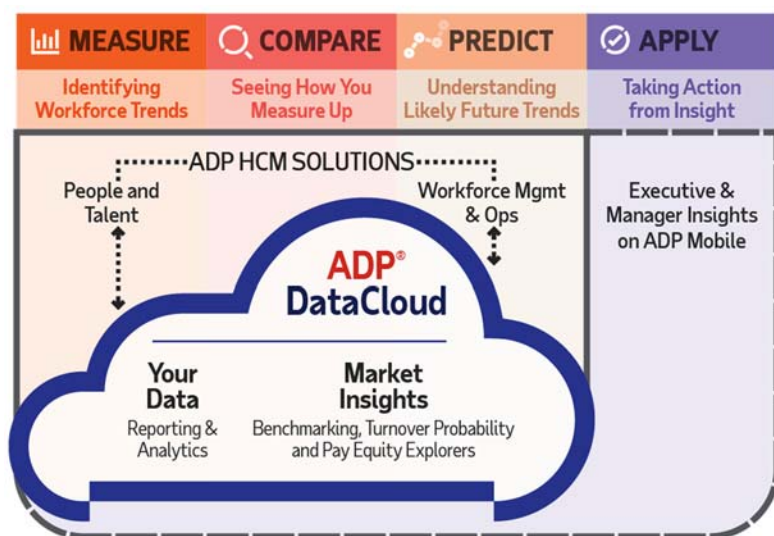 MEASURE
COMPARE
PREDICT
APPLY
Identifying
Workforce Trends
Seeing How You
Measure Up
Understanding
Likely Future Trends
Taking Action
from Insight
ADP HCM SOLUTIONS
People and
Talent
Workforce Mgmt
& Ops
Executive &
Manager Insights
on ADP Mobile
ADP®
DataCloud
Your
Data
Reporting &
Analytics
Market
Insights
Benchmarking, Turnover Probability
and Pay Equity Explorers